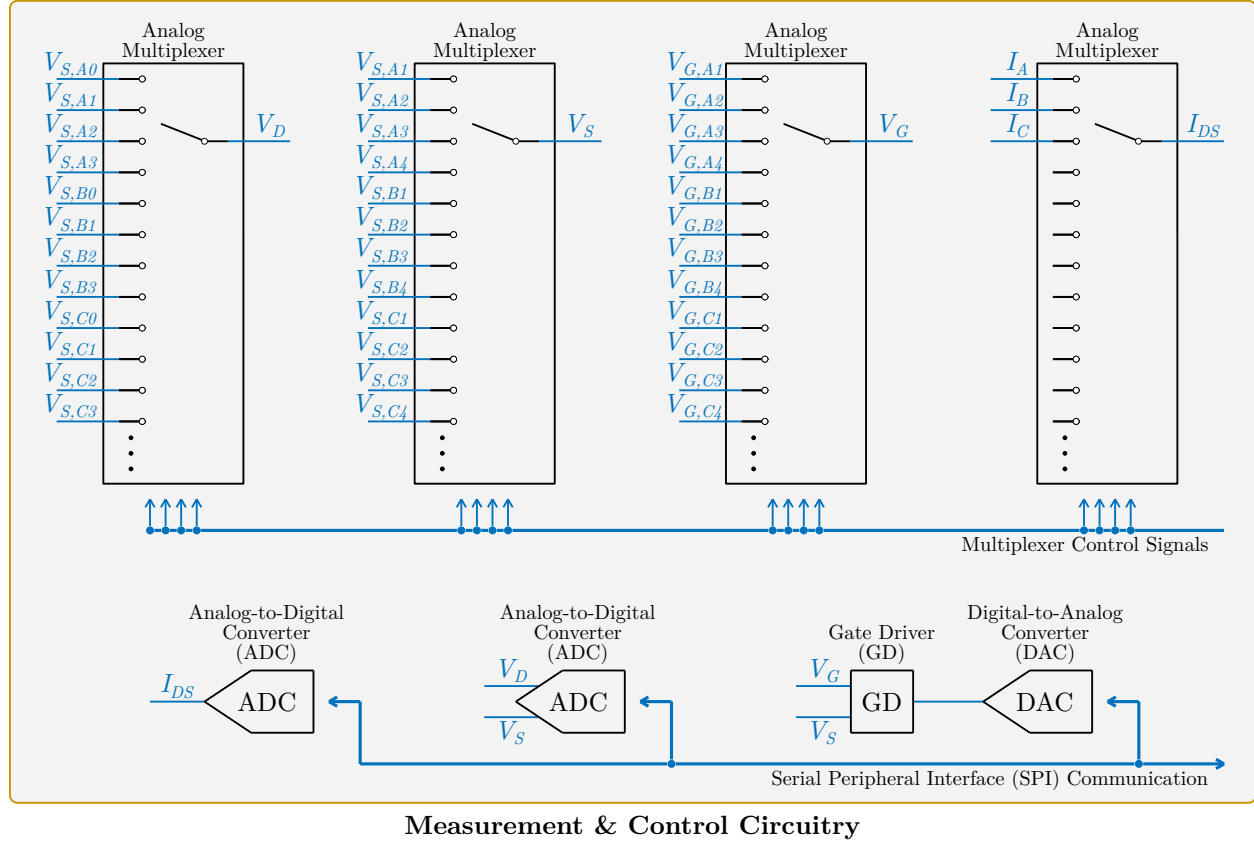 Analog
Multiplexer
V_{S,A0}
V_{S,A1}
V_{S,A2}
V_{S,A3}
V_{S,B0}
V_{S,B1}
V_{S,B2}
V_{S,B3}
V_{S,C0}
V_{S,C1}
V_{S,C2}
V_{S,C3}
V_D
Analog
Multiplexer
V_{S,A1}
V_{S,A2}
V_{S,A3}
V_{S,A4}
V_{S,B1}
V_{S,B2}
V_{S,B3}
V_{S,B4}
V_{S,C1}
V_{S,C2}
V_{S,C3}
V_{S,C4}
V_S
Analog
Multiplexer
V_{G,A1}
V_{G,A2}
V_{G,A3}
V_{G,A4}
V_{G,B1}
V_{G,B2}
V_{G,B3}
V_{G,B4}
V_{G,C1}
V_{G,C2}
V_{G,C3}
V_{G,C4}
V_G
Analog
Multiplexer
I_A
I_B
I_C
I_{DS}
Multiplexer Control Signals
Analog-to-Digital
Converter
(ADC)
I_{DS}
ADC
Analog-to-Digital
Converter
(ADC)
V_D
V_S
ADC
Gate Driver
(GD)
V_G
V_S
GD
Digital-to-Analog
Converter
(DAC)
DAC
Serial Peripheral Interface (SPI) Communication
Measurement & Control Circuitry